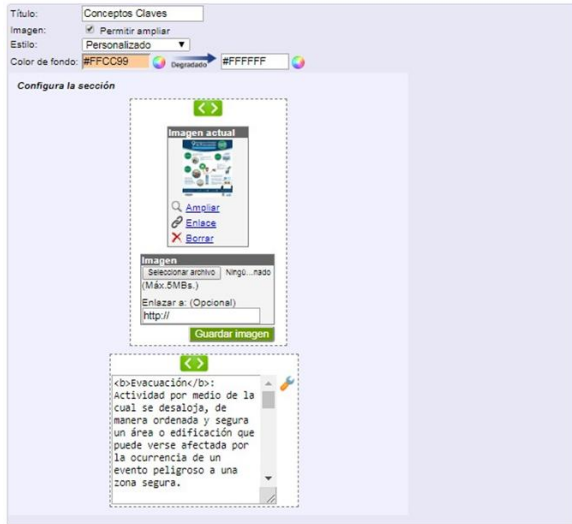 Título: Conceptos Claves
Imagen: Permitir ampliar
Estilo: Personalizado
Color de fondo: #FFCC99 Degradado #FFFFFF
Configura la sección
Imagen actual
Ampliar
Enlace
Borrar
Imagen
Seleccionar archivo Ningú...nado
(Máx.5MBs.)
Enlazar a: (Opcional)
http://
Guardar imagen
<b>Evacuación</b>:
Actividad por medio de la
cual se desaloja, de
manera ordenada y segura
un área o edificación que
puede verse afectada por
la ocurrencia de un
evento peligroso a una
zona segura.